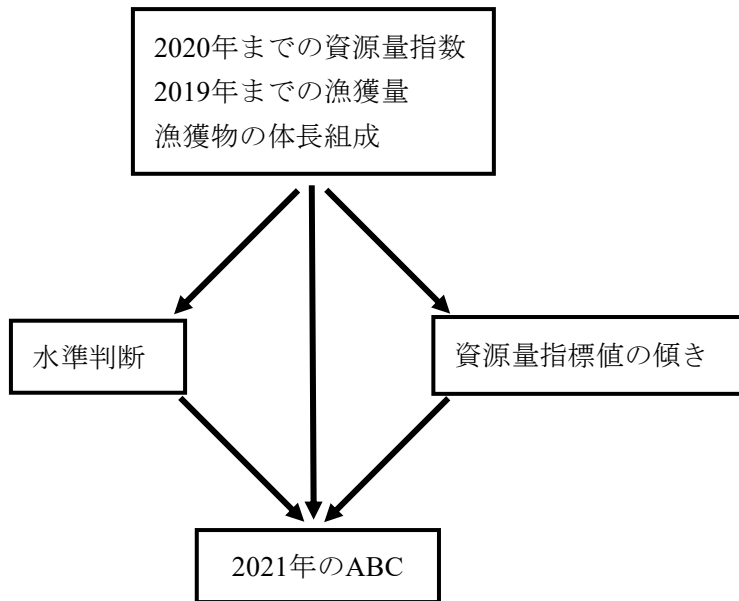 2020年までの資源量指数
2019年までの漁獲量
漁獲物の体長組成
水準判断
資源量指標値の傾き
2021年のABC